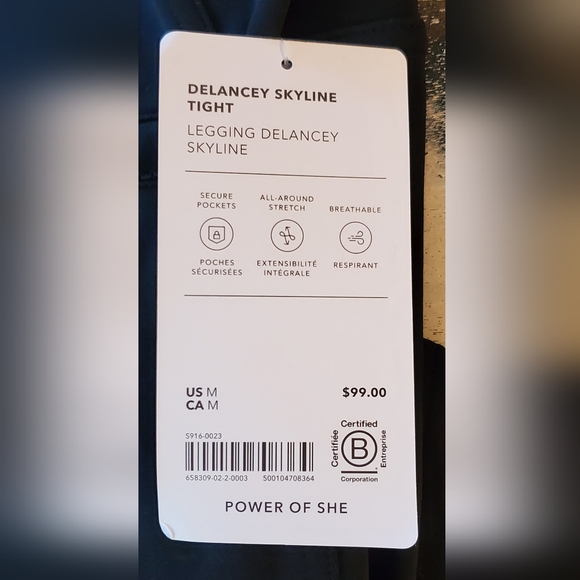 DELANCEY SKYLINE
TIGHT
LEGGING DELANCEY
SKYLINE
SECURE
POCKETS
POCHES
SÉCURISÉES
ALL-AROUND
STRETCH
EXTENSIBILITÉ
INTÉGRALE
BREATHABLE
RESPIRANT
US M
CA M
$99.00
5916-0023
658309-02-2-0003 500104708364
Certified
Certifiée
B
Entreprise
Corporation
POWER OF SHE